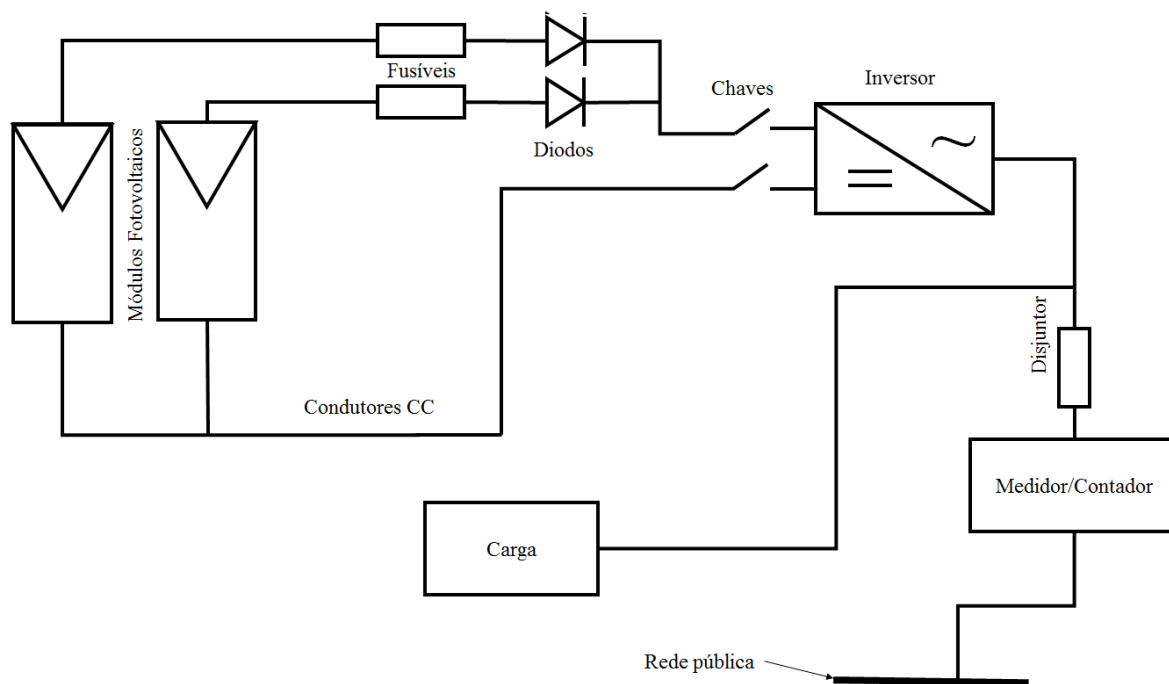 Fusíveis
Diodos
Chaves
Inversor
Módulos Fotovoltaicos
Condutores CC
Disjuntor
Medidor/Contador
Carga
Rede pública